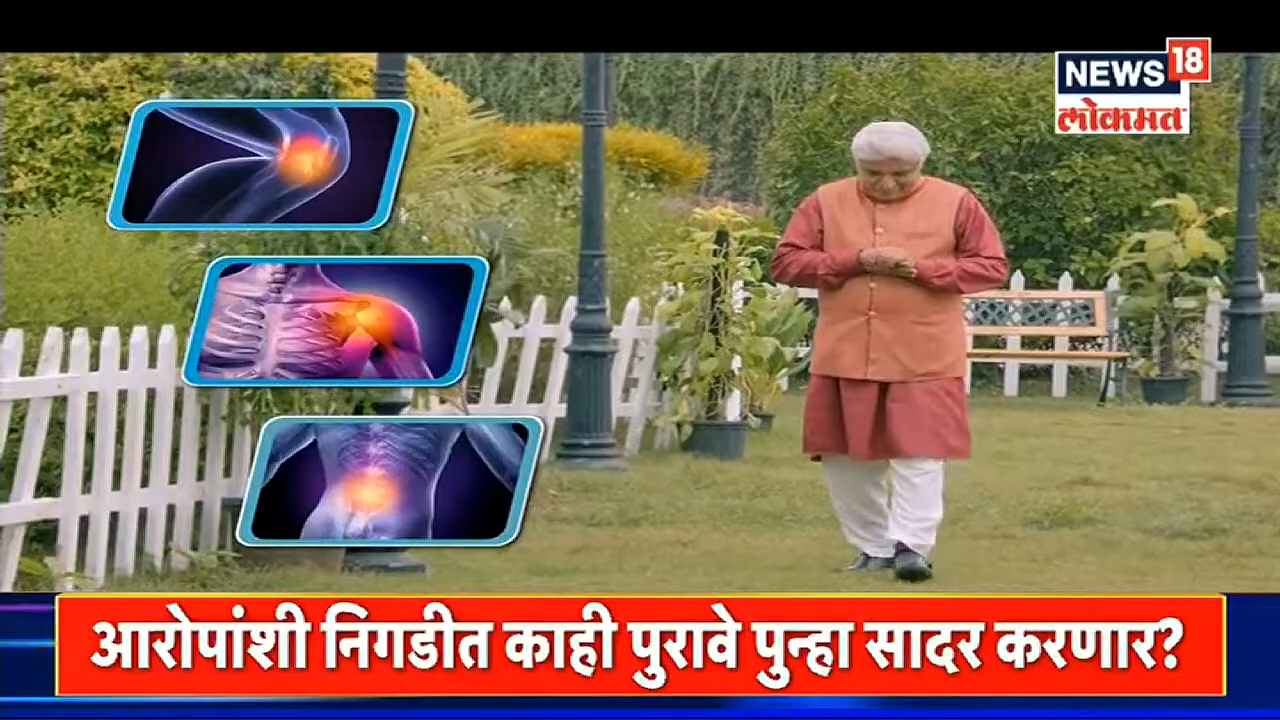 NEWS 18
लोकमत
आरोपांशी निगडीत काही पुरावे पुन्हा सादर करणार?